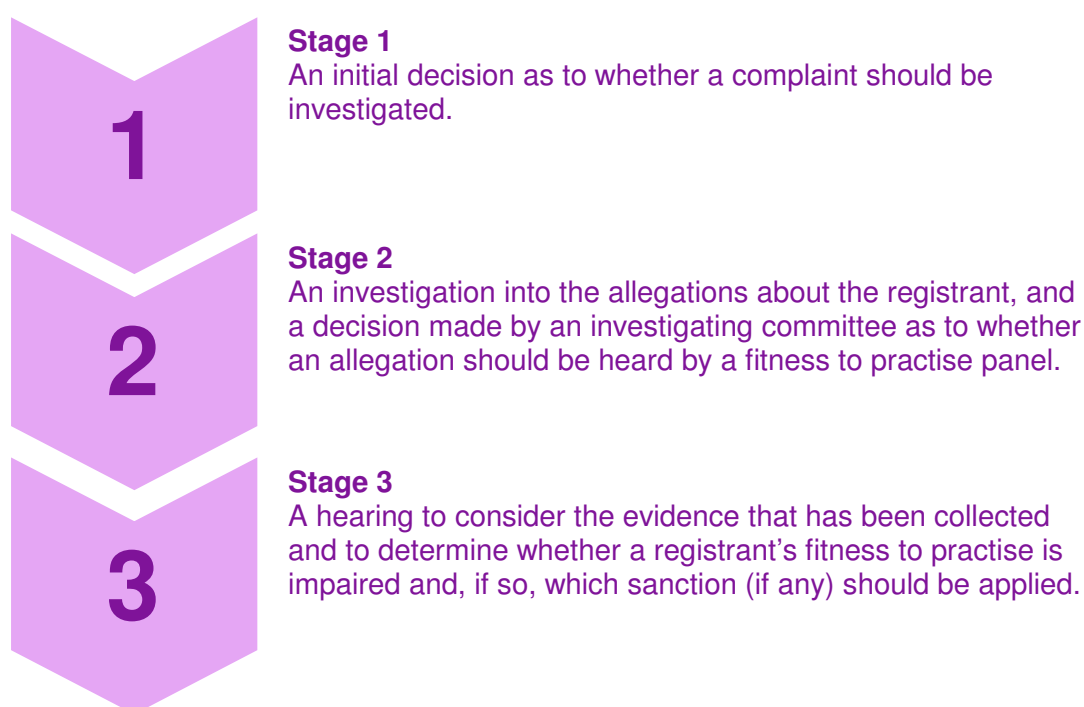 1
Stage 1
An initial decision as to whether a complaint should be
investigated.
2
Stage 2
An investigation into the allegations about the registrant, and
a decision made by an investigating committee as to whether
an allegation should be heard by a fitness to practise panel.
3
Stage 3
A hearing to consider the evidence that has been collected
and to determine whether a registrant's fitness to practise is
impaired and, if so, which sanction (if any) should be applied.